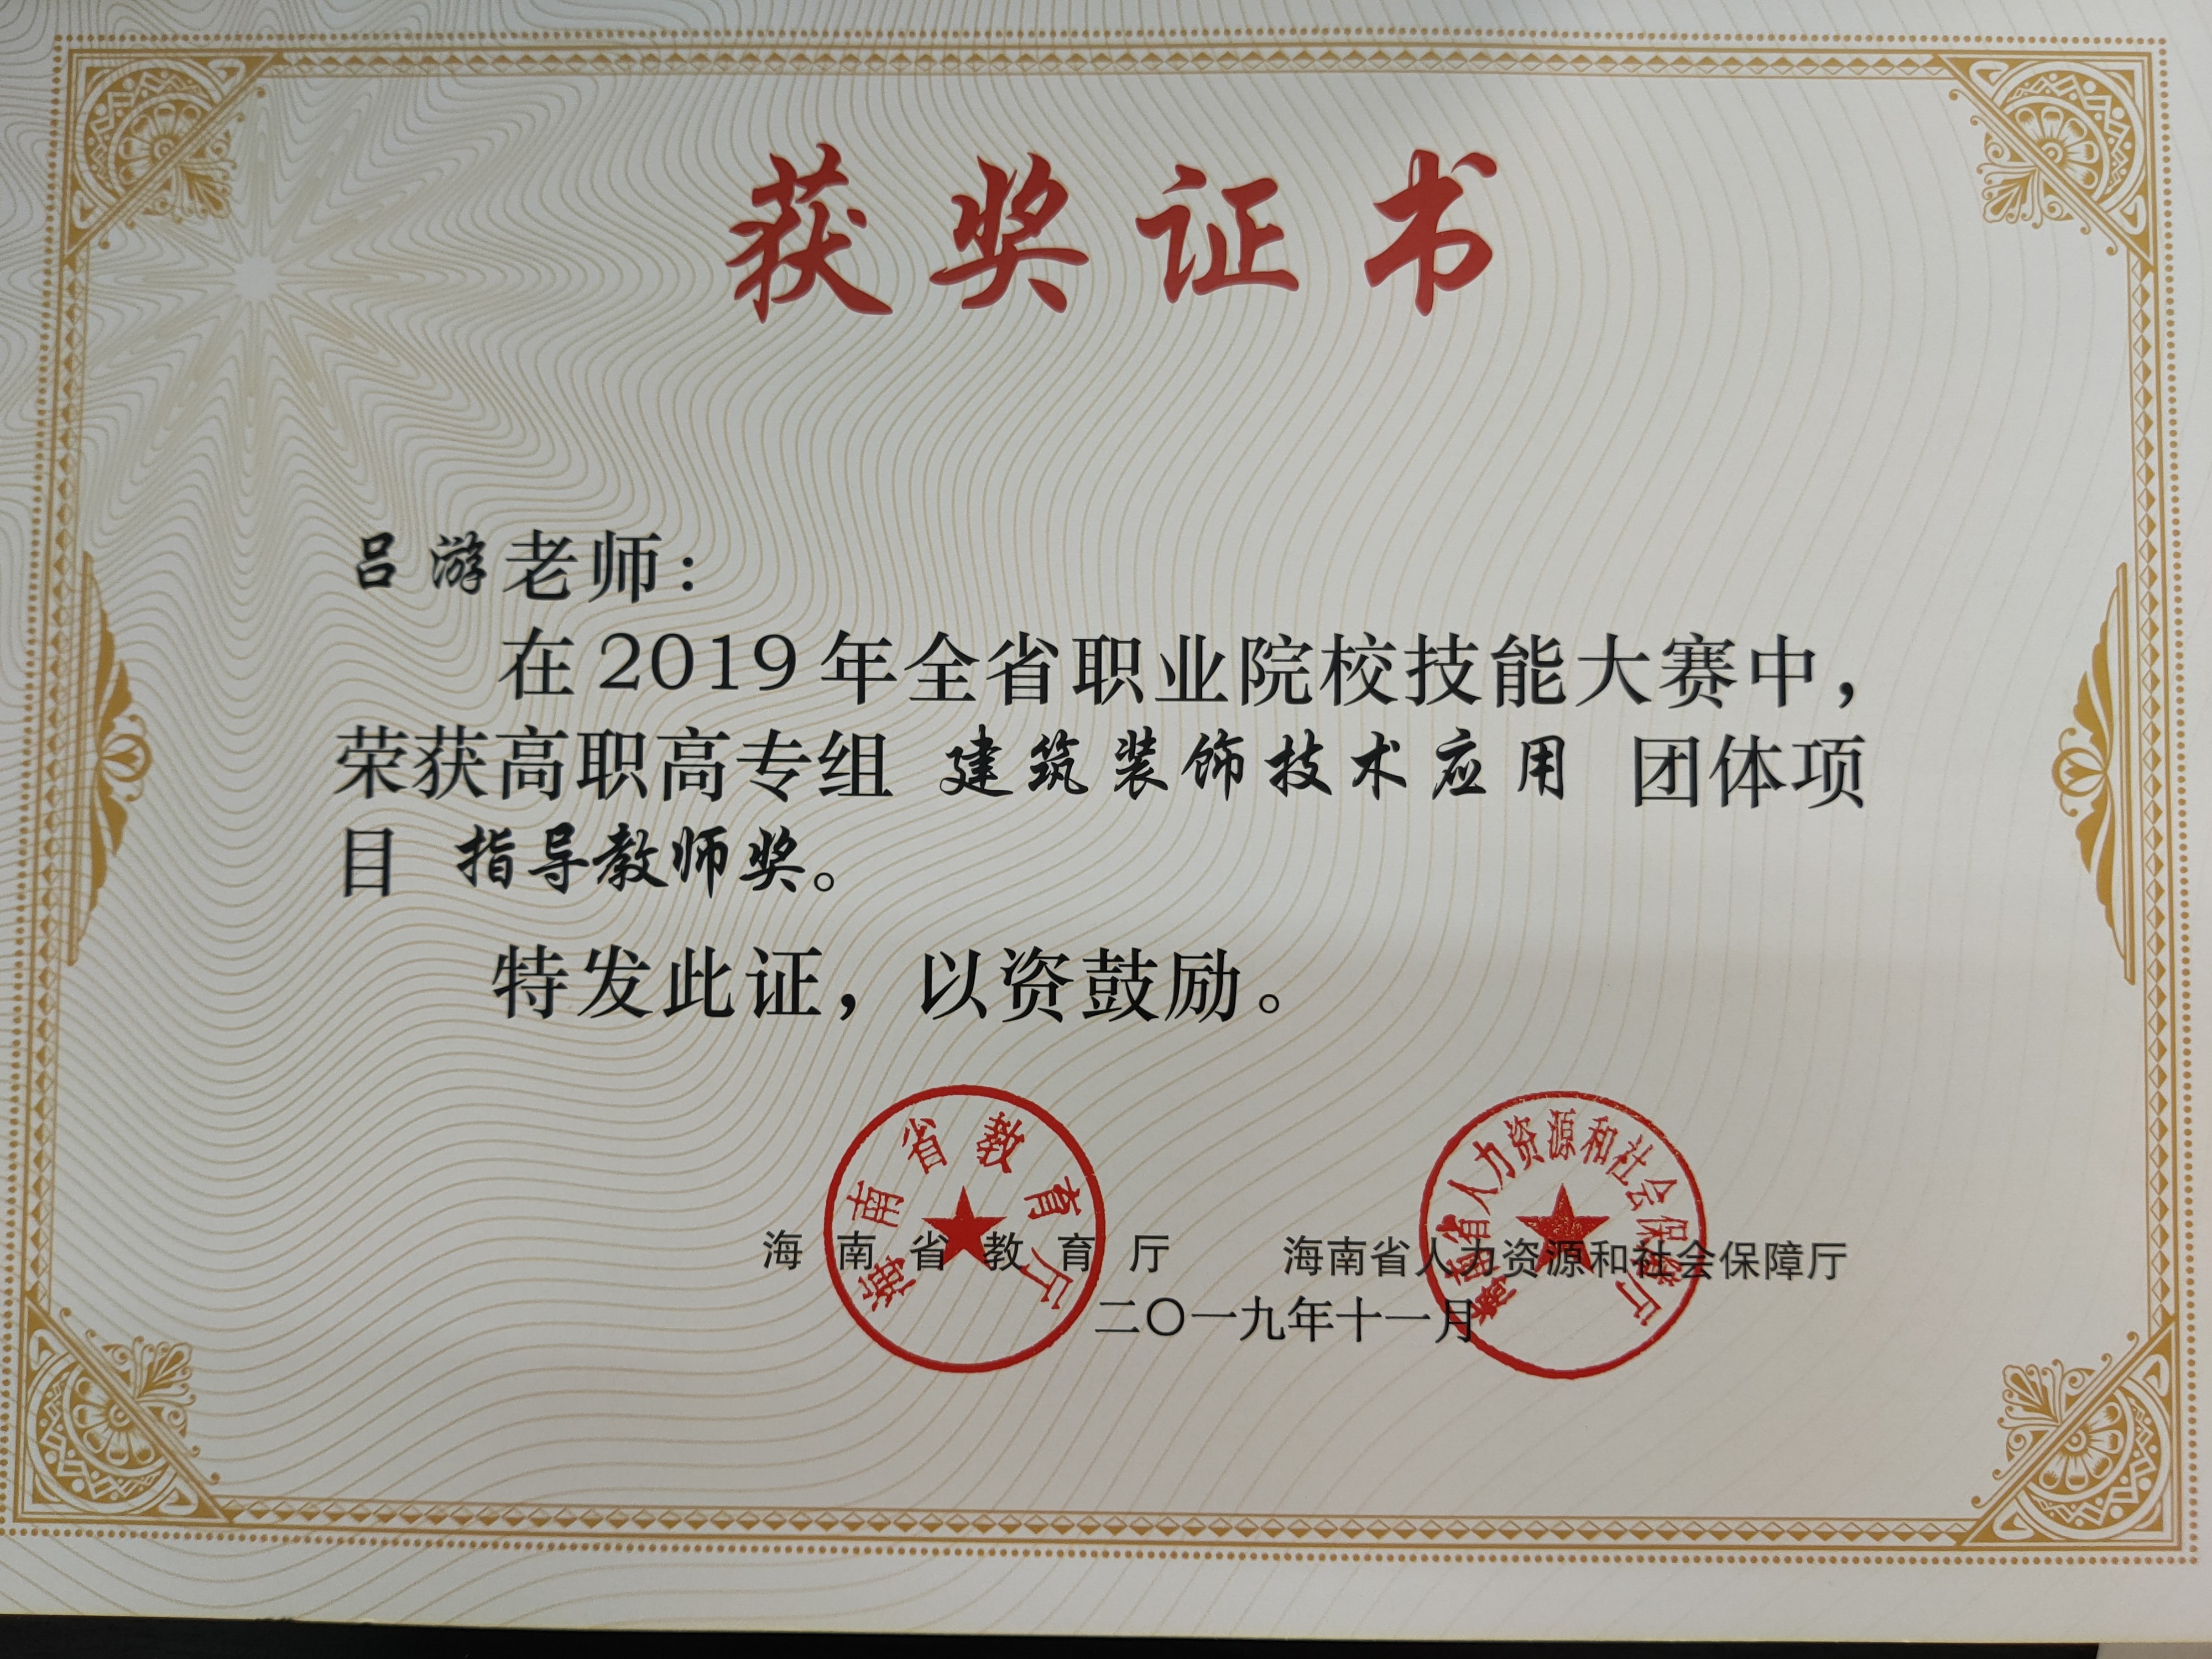 获奖证书
吕游老师：
在2019年全省职业院校技能大赛中，
荣获高职高专组 建筑装饰技术应用 团体项
目 指导教师奖。
特发此证，以资鼓励。
海南省教育厅
海南省人力资源和社会保障厅
海南省教育厅 海南省人力资源和社会保障厅
二〇一九年十一月